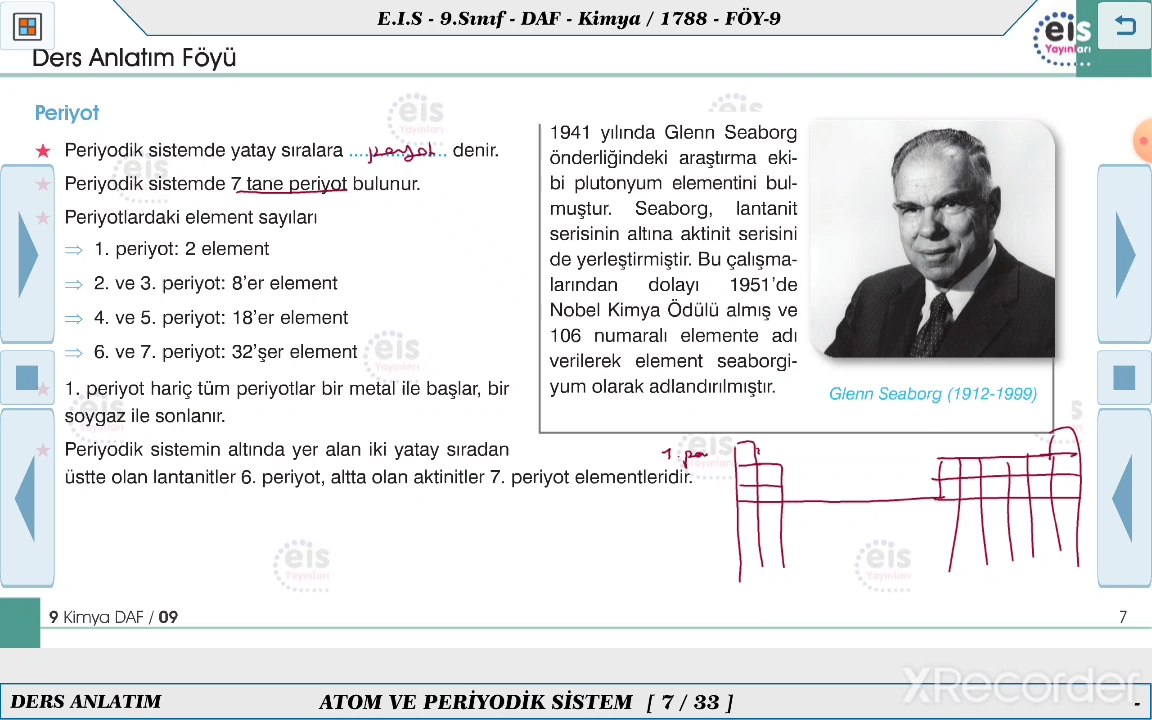 E.I.S - 9.Sınıf - DAF - Kimya / 1788 - FÖY-9
eis
Yayınları
Ders Anlatım Föyü
Periyot
★ Periyodik sistemde yatay sıralara ....periyot.. denir.
★ Periyodik sistemde 7 tane periyot bulunur.
★ Periyotlardaki element sayıları
⇒ 1. periyot: 2 element
⇒ 2. ve 3. periyot: 8'er element
⇒ 4. ve 5. periyot: 18'er element
⇒ 6. ve 7. periyot: 32'şer element
★ 1. periyot hariç tüm periyotlar bir metal ile başlar, bir
soygaz ile sonlanır.
★ Periyodik sistemin altında yer alan iki yatay sıradan
üstte olan lantanitler 6. periyot, altta olan aktinitler 7. periyot elementleridir.
1941 yılında Glenn Seaborg
önderliğindeki araştırma eki-
bi plutonyum elementini bul-
muştur. Seaborg, lantanit
serisinin altına aktinit serisini
de yerleştirmiştir. Bu çalışma-
larından dolayı 1951'de
Nobel Kimya Ödülü almış ve
106 numaralı elemente adı
verilerek element seaborgi-
yum olarak adlandırılmıştır.
Glenn Seaborg (1912-1999)
1. pe
9 Kimya DAF / 09
7
XRecorder
DERS ANLATIM
ATOM VE PERİYODİK SİSTEM [ 7 / 33 ]
-